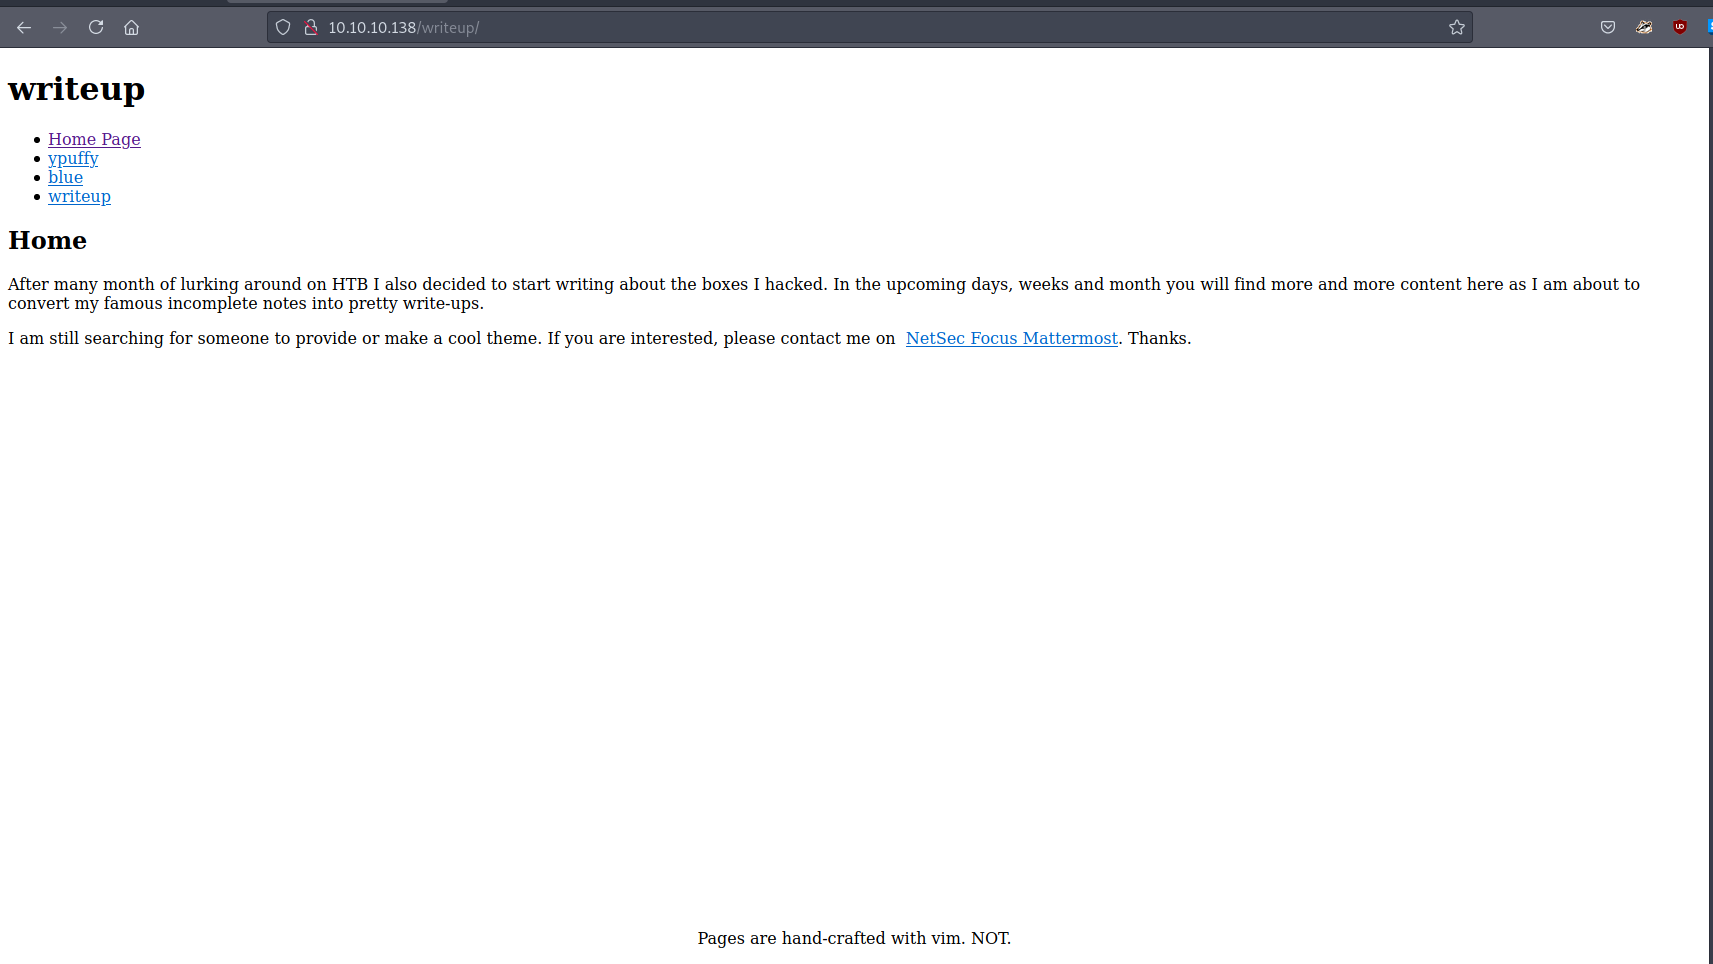 10.10.10.138/writeup/
writeup
Home Page
ypuffy
blue
writeup
Home
After many month of lurking around on HTB I also decided to start writing about the boxes I hacked. In the upcoming days, weeks and month you will find more and more content here as I am about to
convert my famous incomplete notes into pretty write-ups.
I am still searching for someone to provide or make a cool theme. If you are interested, please contact me on NetSec Focus Mattermost. Thanks.
Pages are hand-crafted with vim. NOT.